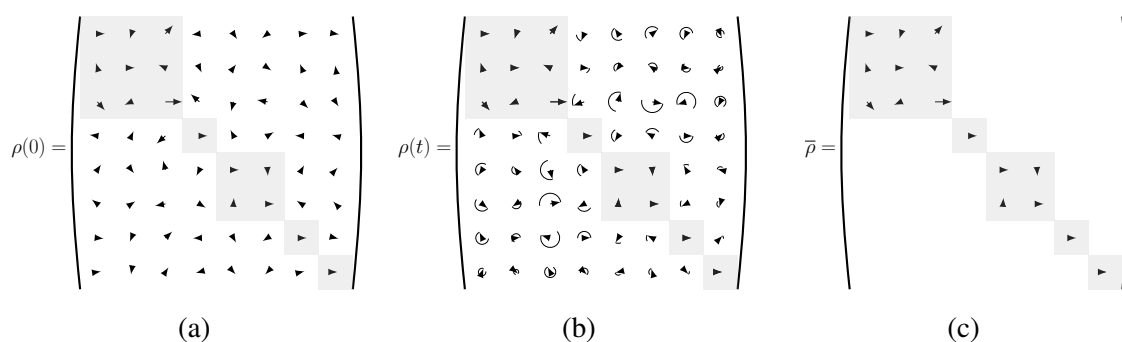 ρ(0) =
ρ(t) =
ρ̅ =
(a)
(b)
(c)